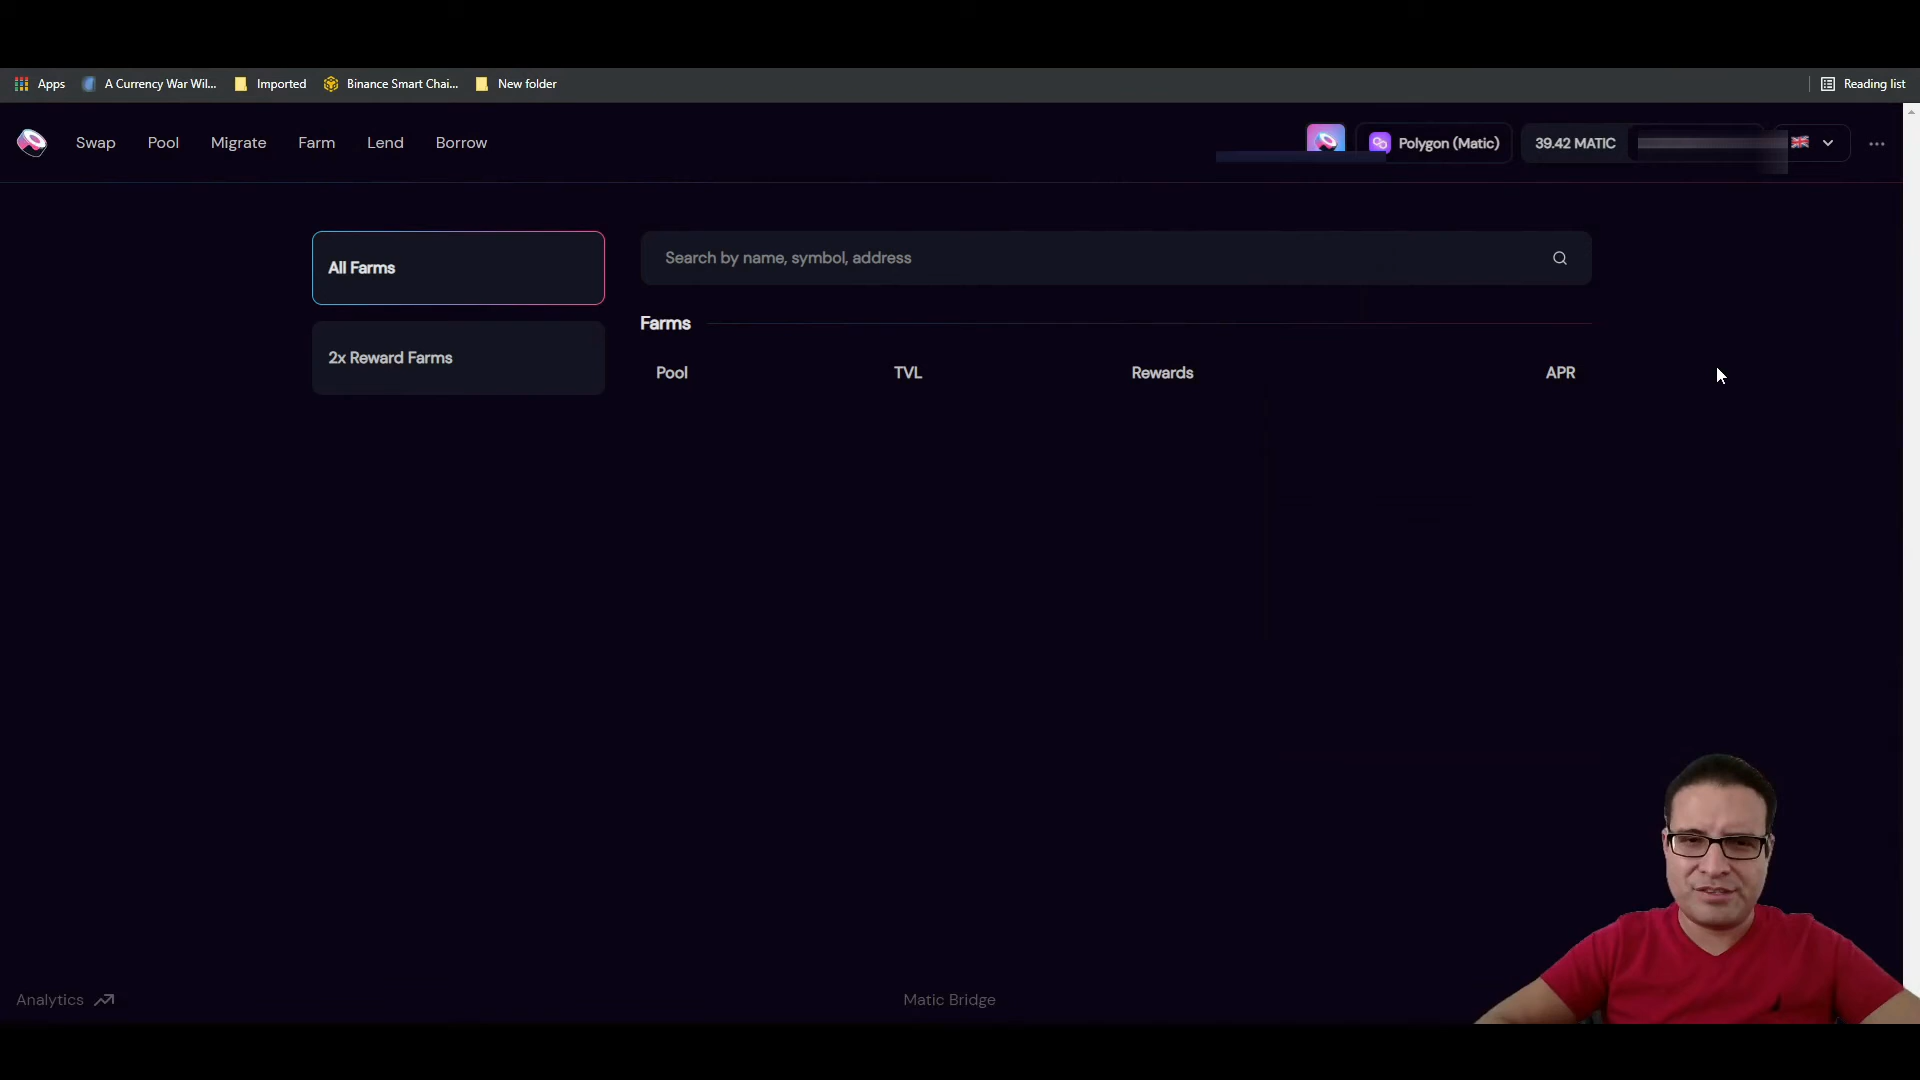 Apps A Currency War Wil... Imported Binance Smart Chai... New folder Reading list
Swap Pool Migrate Farm Lend Borrow Polygon (Matic) 39.42 MATIC
All Farms
2x Reward Farms
Search by name, symbol, address
Farms
Pool TVL Rewards APR
Analytics Matic Bridge